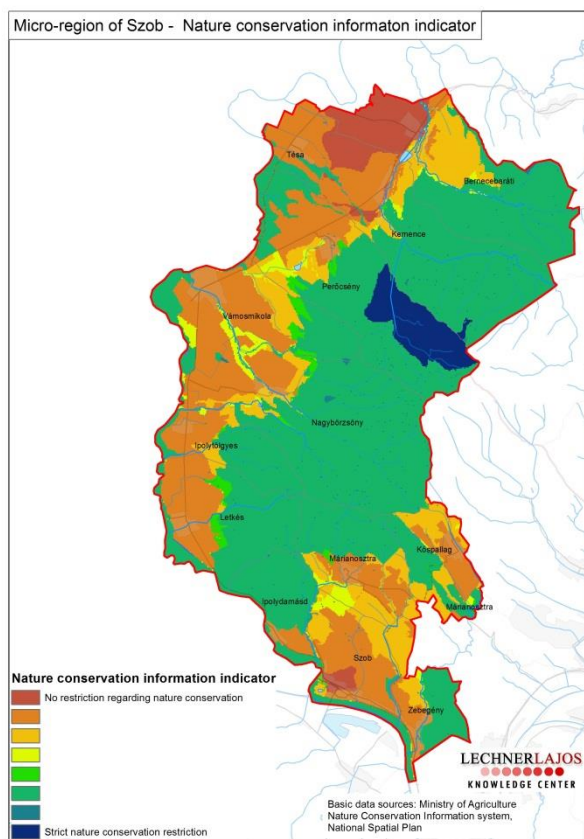 Micro-region of Szob - Nature conservation informaton indicator
Tésa
Bernecebaráti
Kemence
Perőcsény
Vámosmikola
Nagybörzsöny
Ipolytölgyes
Letkés
Kóspallag
Márianosztra
Márianosztra
Ipolydamásd
Szob
Zebegény
Nature conservation information indicator
No restriction regarding nature conservation
Strict nature conservation restriction
LECHNERLAJOS
KNOWLEDGE CENTER
Basic data sources: Ministry of Agriculture
Nature Conservation Information system,
National Spatial Plan